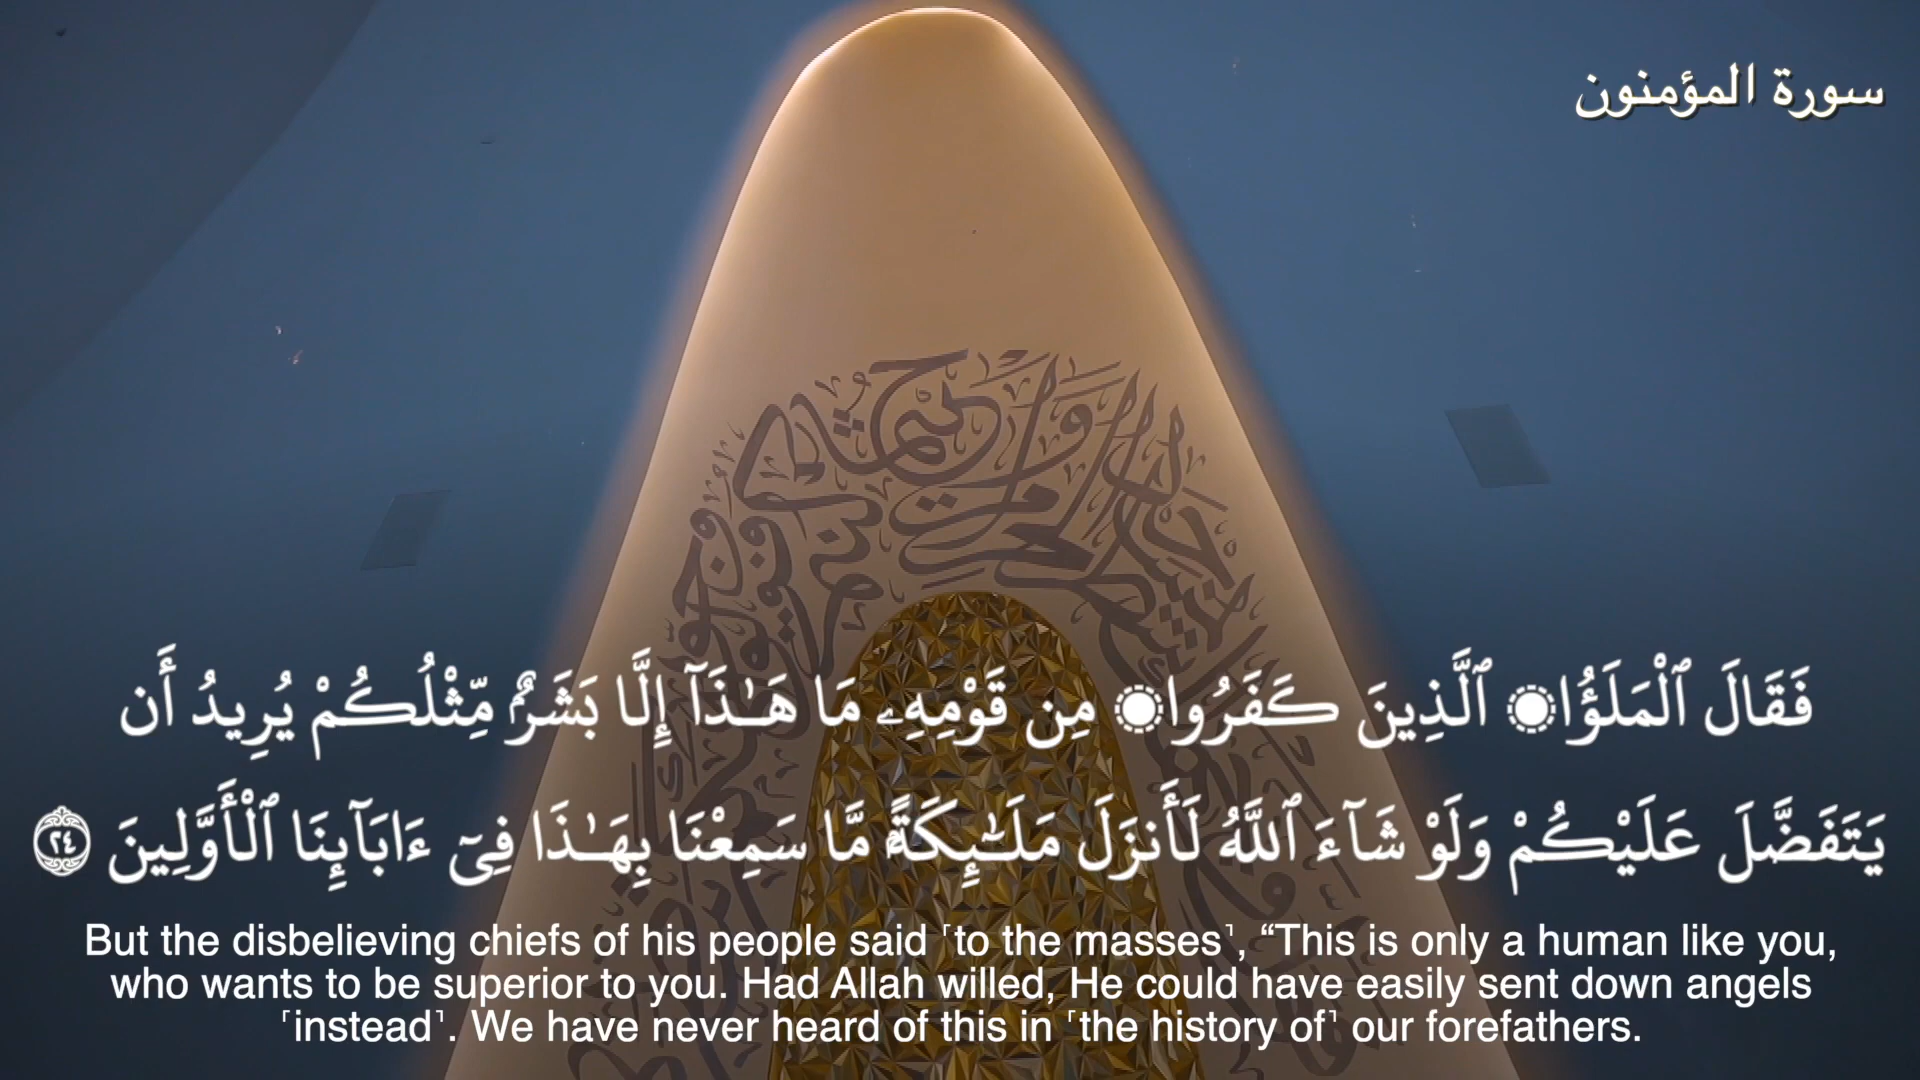 سورة المؤمنون
فَقَالَ ٱلْمَلَؤُا۟ ٱلَّذِينَ كَفَرُوا۟ مِن قَوْمِهِۦ مَا هَـٰذَآ إِلَّا بَشَرٌ مِّثْلُكُمْ يُرِيدُ أَن
يَتَفَضَّلَ عَلَيْكُمْ وَلَوْ شَآءَ ٱللَّهُ لَأَنزَلَ مَلَـٰٓئِكَةً مَّا سَمِعْنَا بِهَـٰذَا فِىٓ ءَابَآئِنَا ٱلْأَوَّلِينَ ٢٤
But the disbelieving chiefs of his people said ˹to the masses˺, “This is only a human like you,
who wants to be superior to you. Had Allah willed, He could have easily sent down angels
˹instead˺. We have never heard of this in ˹the history of˺ our forefathers.